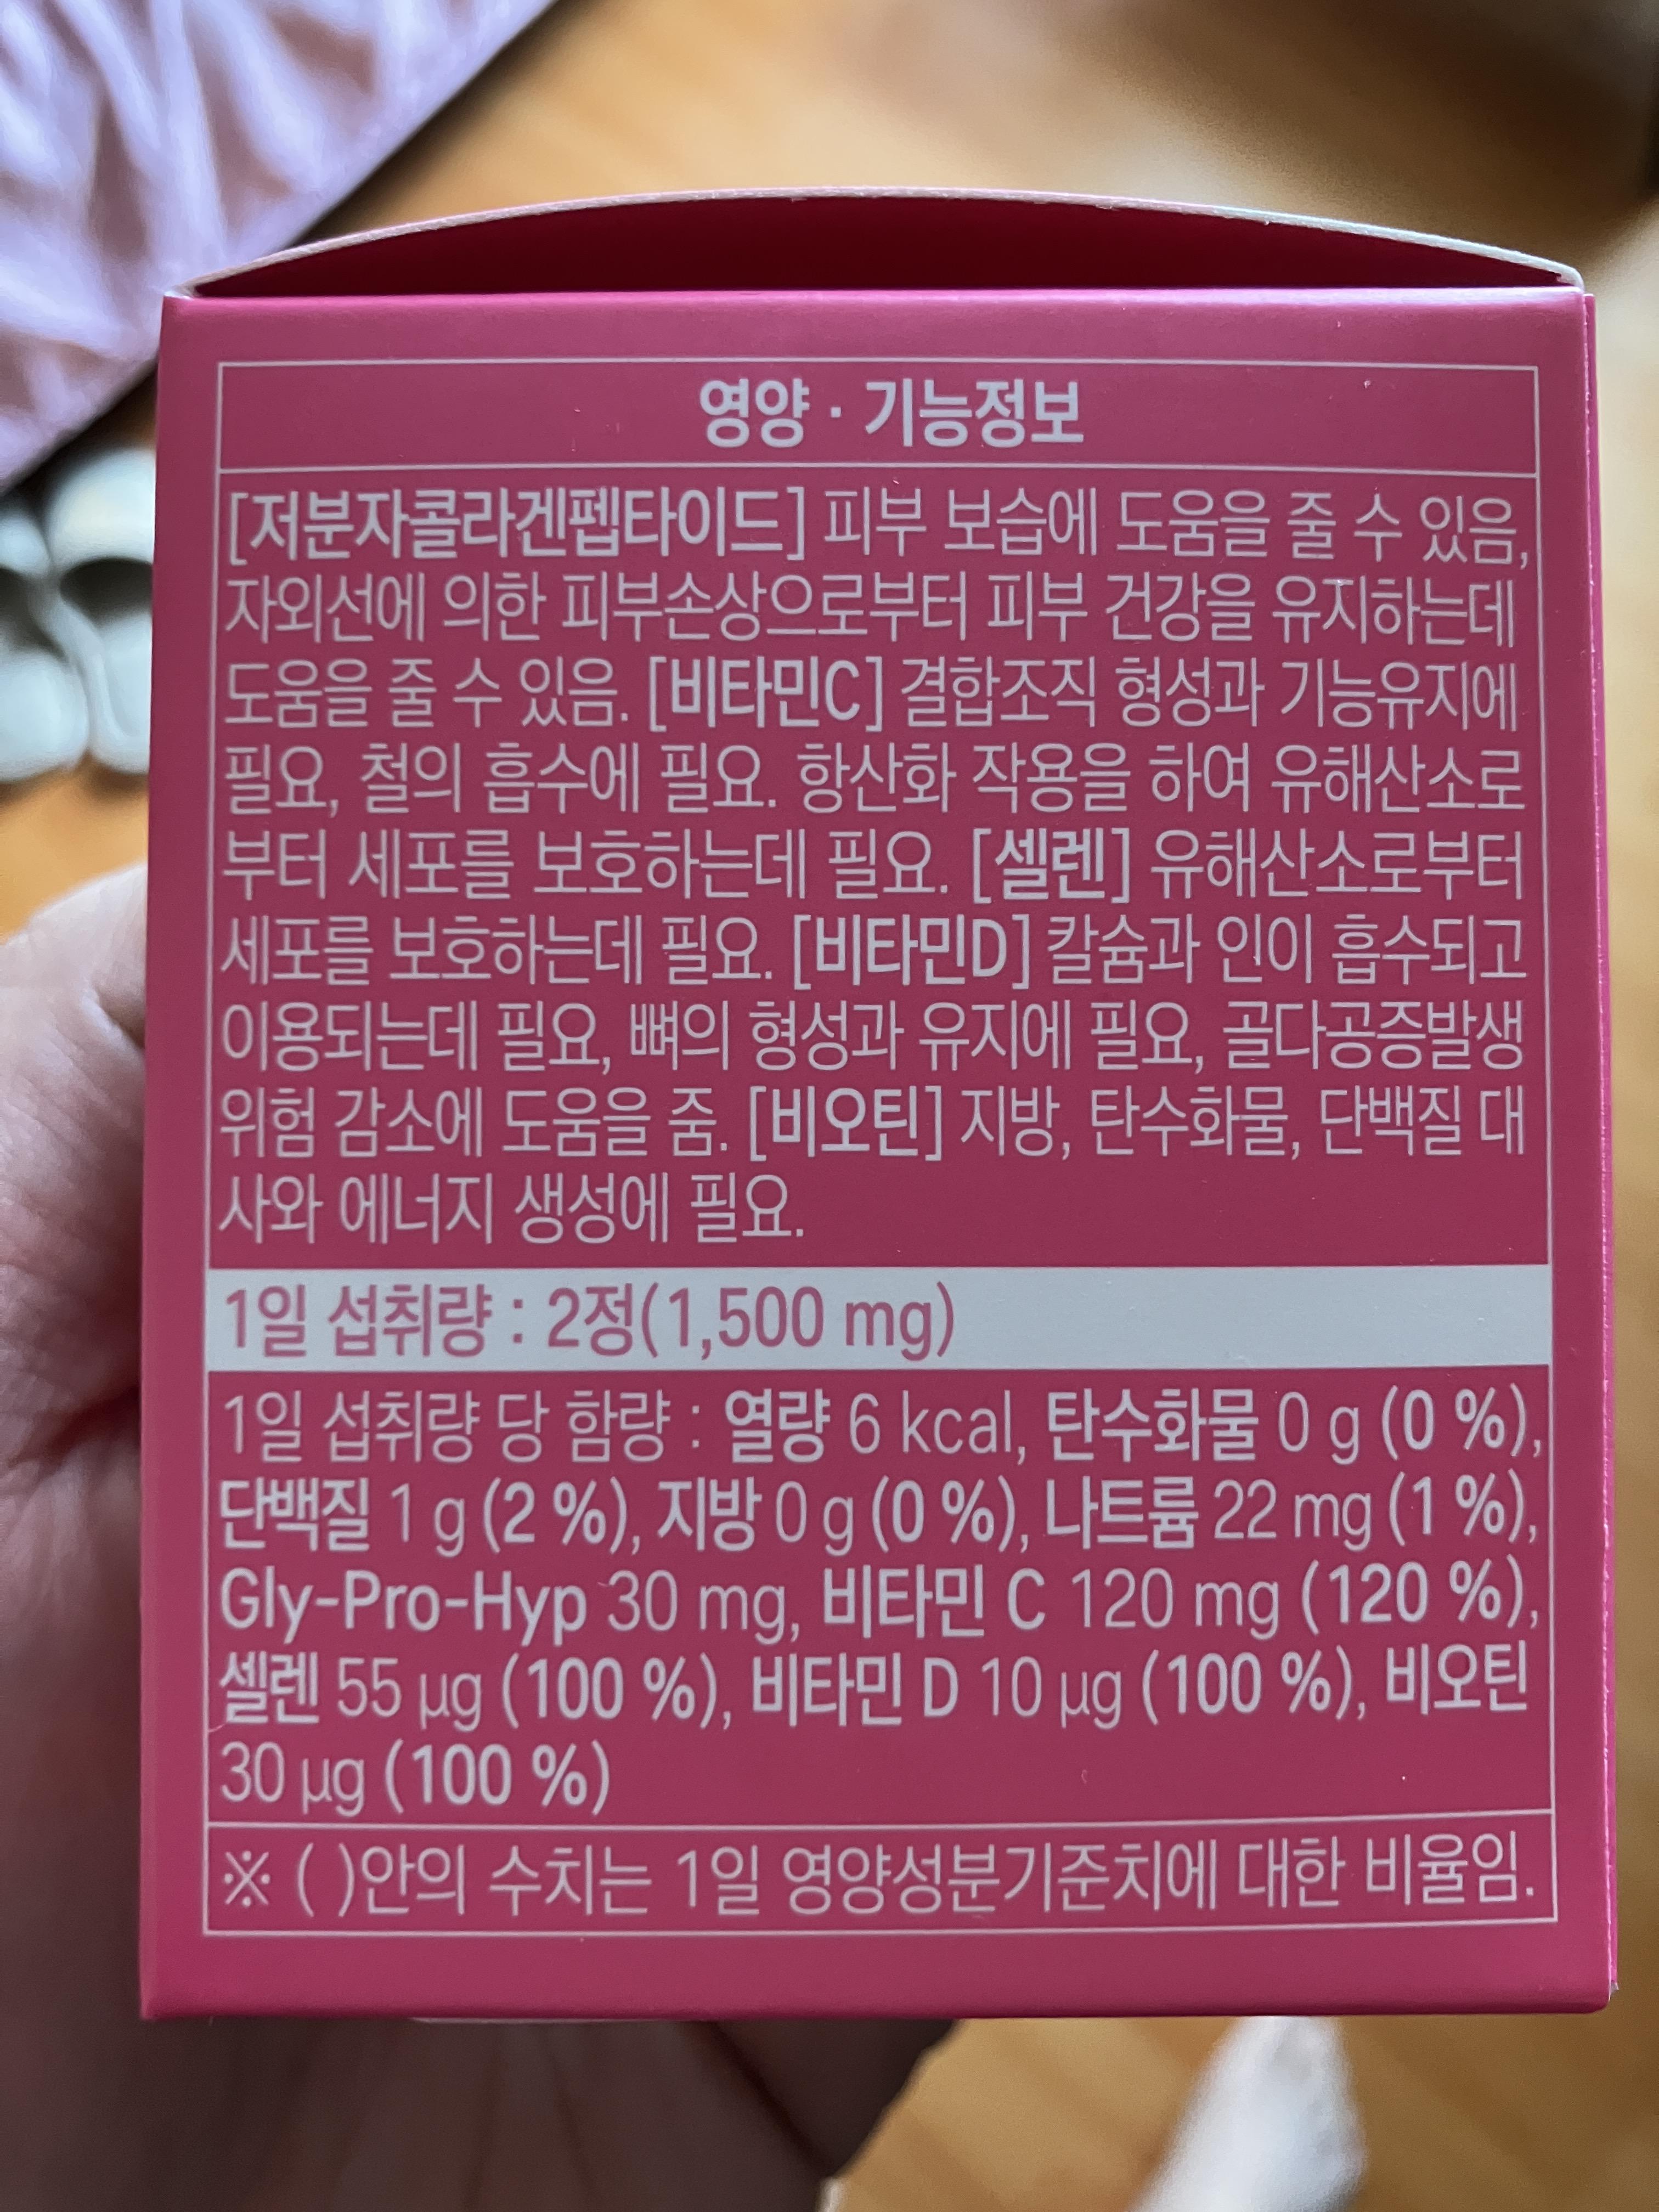 영양 · 기능정보
[저분자콜라겐펩타이드] 피부 보습에 도움을 줄 수 있음,
자외선에 의한 피부손상으로부터 피부 건강을 유지하는데
도움을 줄 수 있음. [비타민C] 결합조직 형성과 기능유지에
필요, 철의 흡수에 필요. 항산화 작용을 하여 유해산소로
부터 세포를 보호하는데 필요. [셀렌] 유해산소로부터
세포를 보호하는데 필요. [비타민D] 칼슘과 인이 흡수되고
이용되는데 필요, 뼈의 형성과 유지에 필요, 골다공증발생
위험 감소에 도움을 줌. [비오틴] 지방, 탄수화물, 단백질 대
사와 에너지 생성에 필요.
1일 섭취량 : 2정(1,500 mg)
1일 섭취량 당 함량 : 열량 6 kcal, 탄수화물 0 g (0 %),
단백질 1 g (2 %), 지방 0 g (0 %), 나트륨 22 mg (1 %),
Gly-Pro-Hyp 30 mg, 비타민 C 120 mg (120 %),
셀렌 55 µg (100 %), 비타민 D 10 µg (100 %), 비오틴
30 µg (100 %)
※ ( )안의 수치는 1일 영양성분기준치에 대한 비율임.